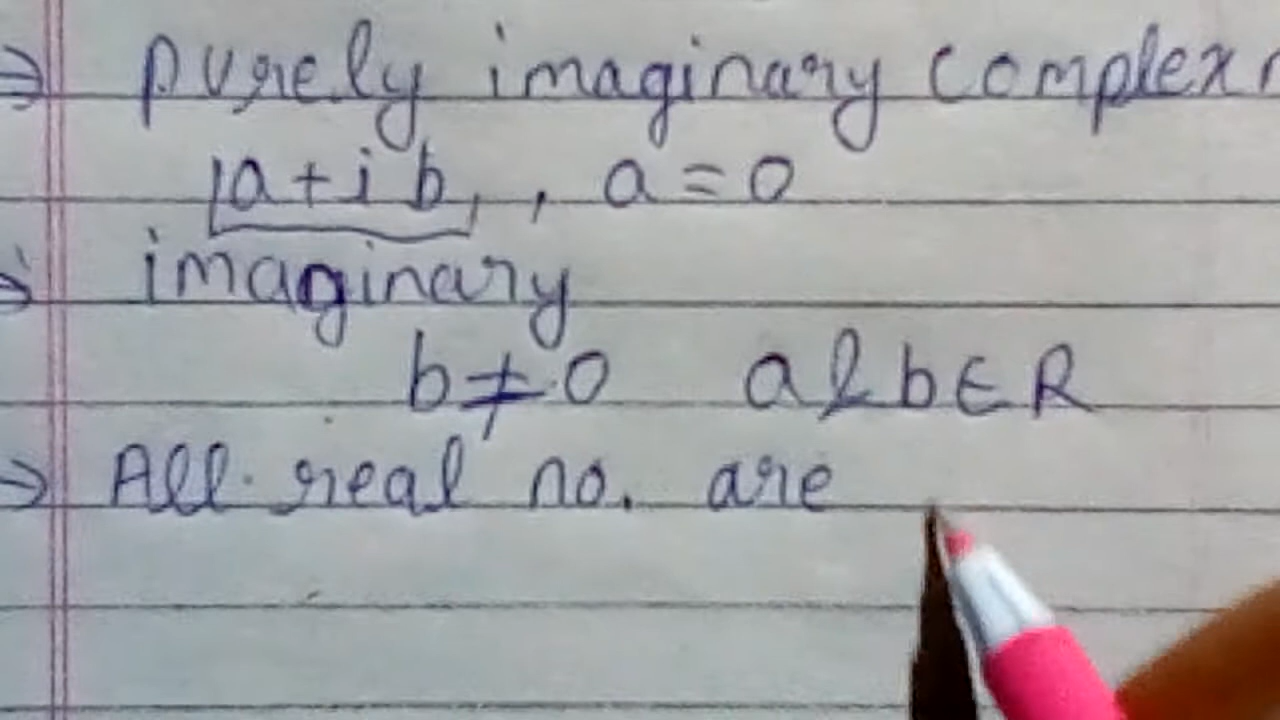 ⇒ purely imaginary complex
a+ib, , a=0
⇒ imaginary
b≠0 a & b ∈ R
→ All real no. are